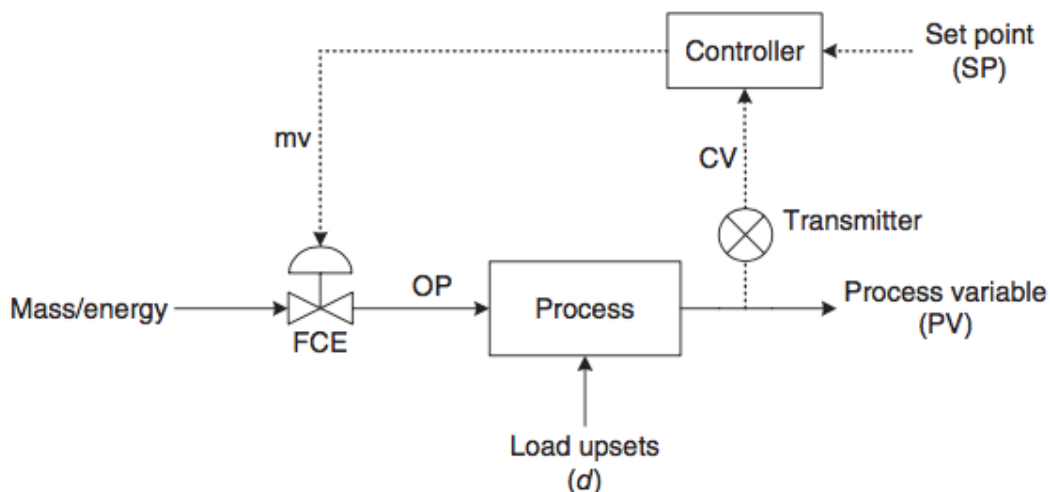 Controller
Set point
(SP)
mv
CV
Transmitter
Mass/energy
FCE
OP
Process
Process variable
(PV)
Load upsets
(d)